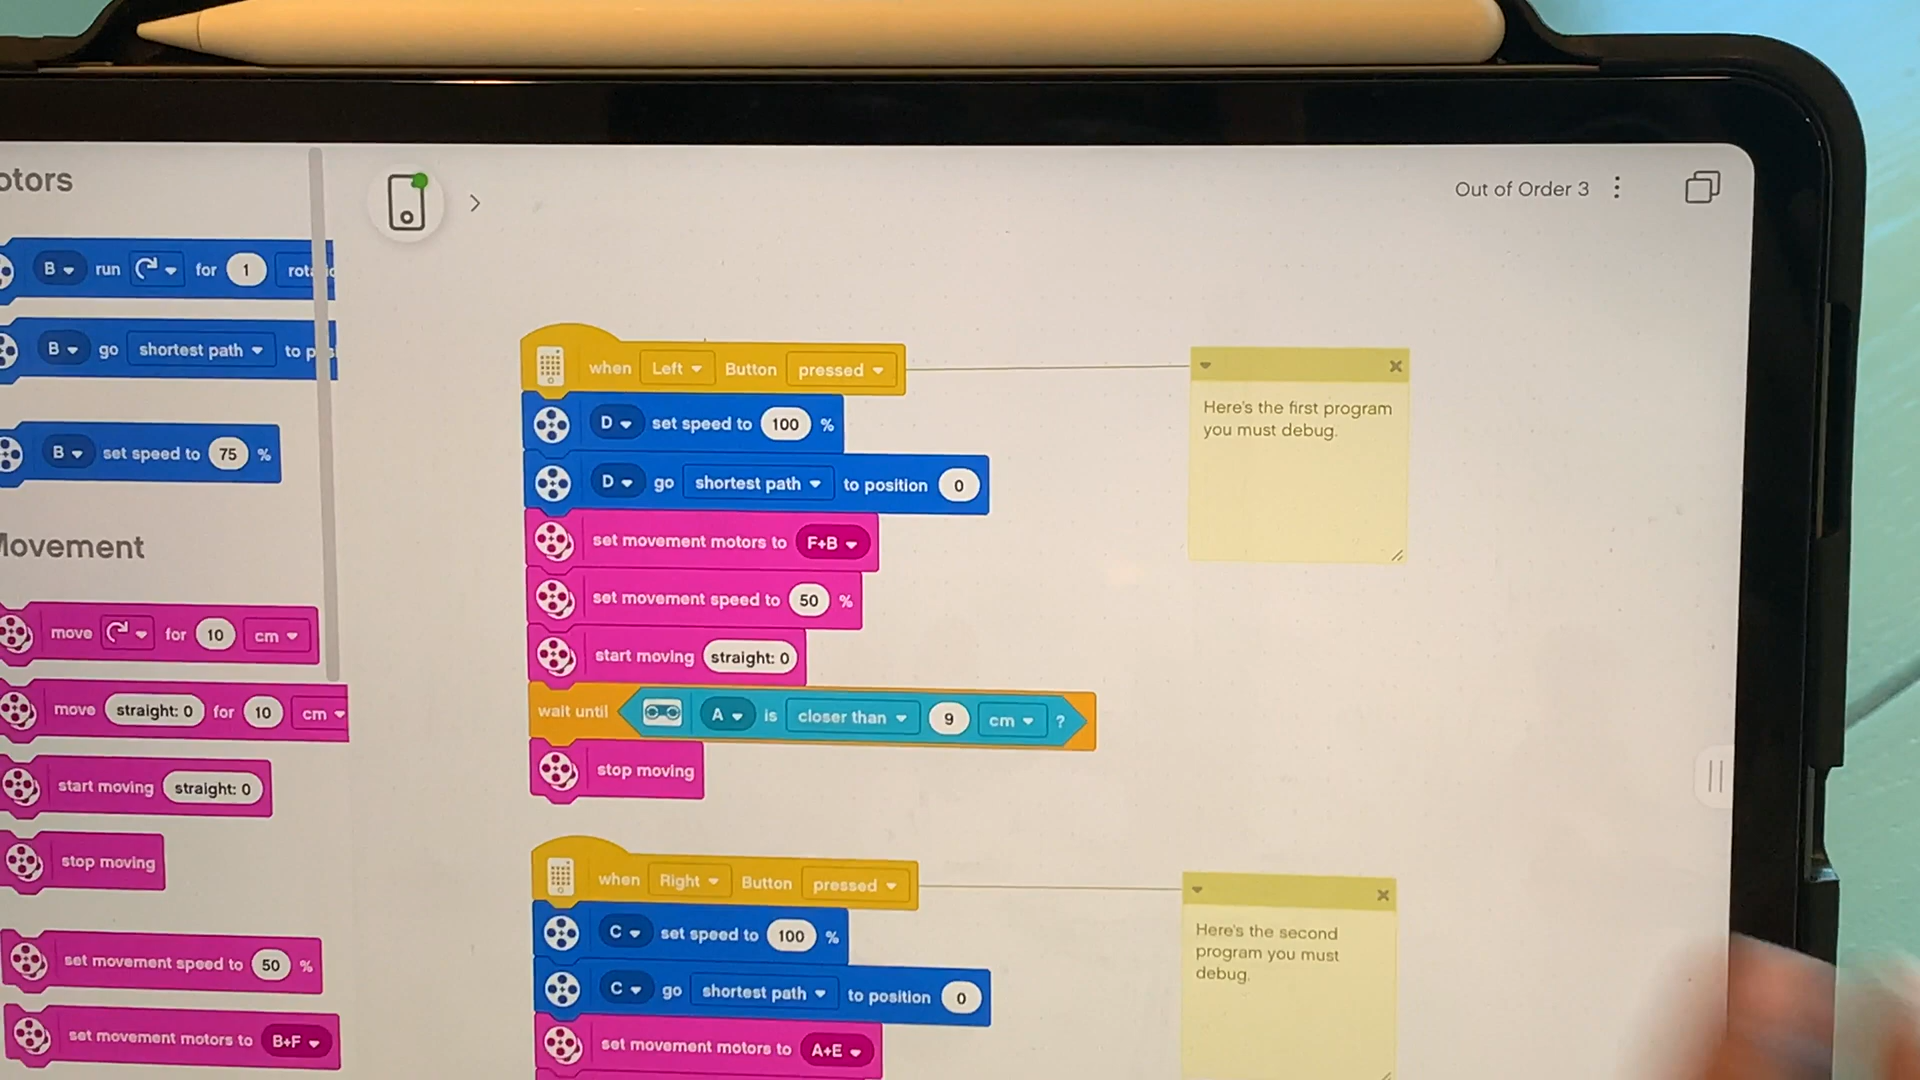 otors
B run for 1
B go shortest path
B set speed to 75 %
Movement
move for 10 cm
move straight: 0 for 10 cm
start moving straight: 0
stop moving
set movement speed to 50 %
set movement motors to B+F
Out of Order 3
when Left Button pressed
D set speed to 100 %
D go shortest path to position 0
set movement motors to F+B
set movement speed to 50 %
start moving straight: 0
wait until A is closer than 9 cm ?
stop moving
Here's the first program
you must debug.
when Right Button pressed
C set speed to 100 %
C go shortest path to position 0
set movement motors to A+E
Here's the second
program you must
debug.